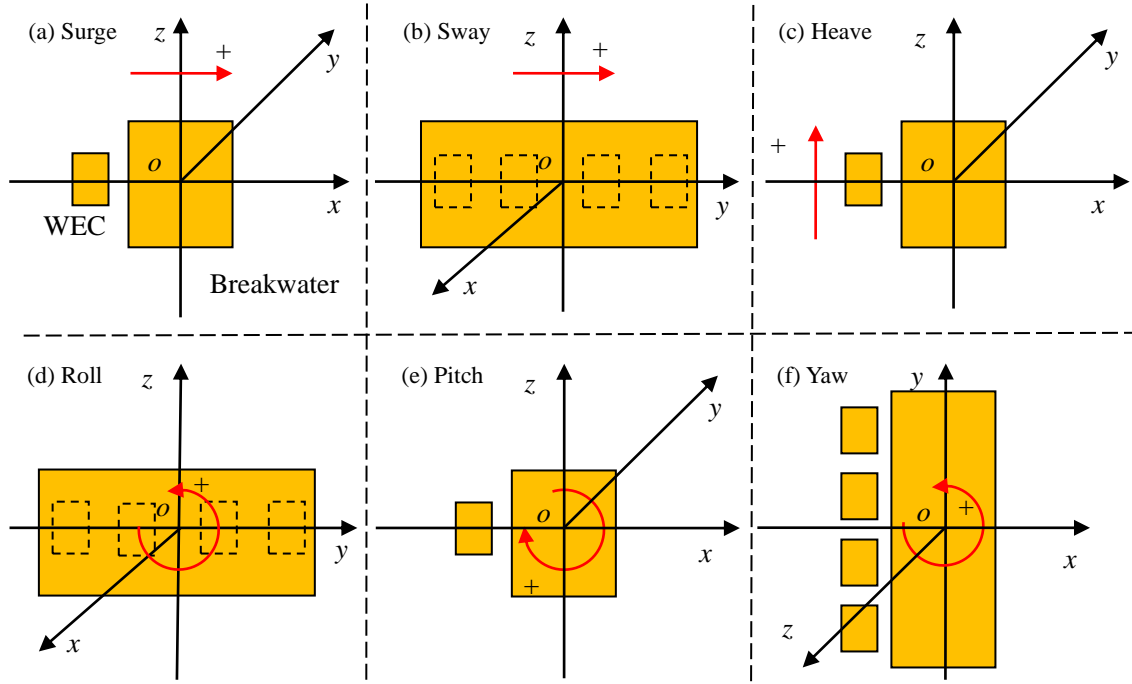 (a) Surge
z
+
y
o
x
WEC
Breakwater
(b) Sway
z
+
o
y
x
(c) Heave
z
y
+
o
x
(d) Roll
z
+
o
y
x
(e) Pitch
z
y
o
x
+
(f) Yaw
y
o
+
x
z